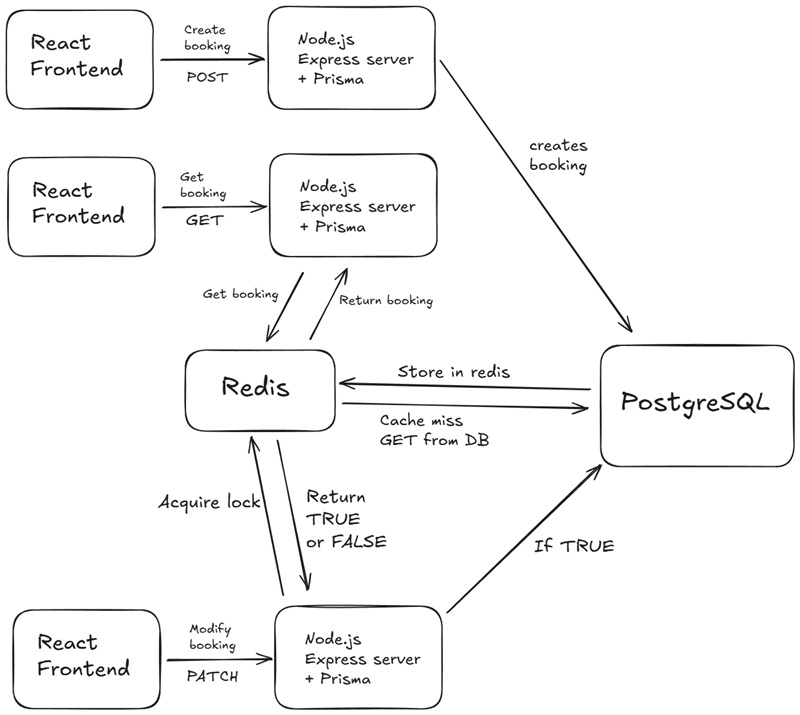 React
Frontend
Create
booking
POST
Node.js
Express server
+ Prisma
creates
booking
React
Frontend
Get
booking
GET
Node.js
Express server
+ Prisma
Get booking
Return booking
Redis
Store in redis
Cache miss
GET from DB
PostgreSQL
Acquire lock
Return
TRUE
or FALSE
If TRUE
React
Frontend
Modify
booking
PATCH
Node.js
Express server
+ Prisma